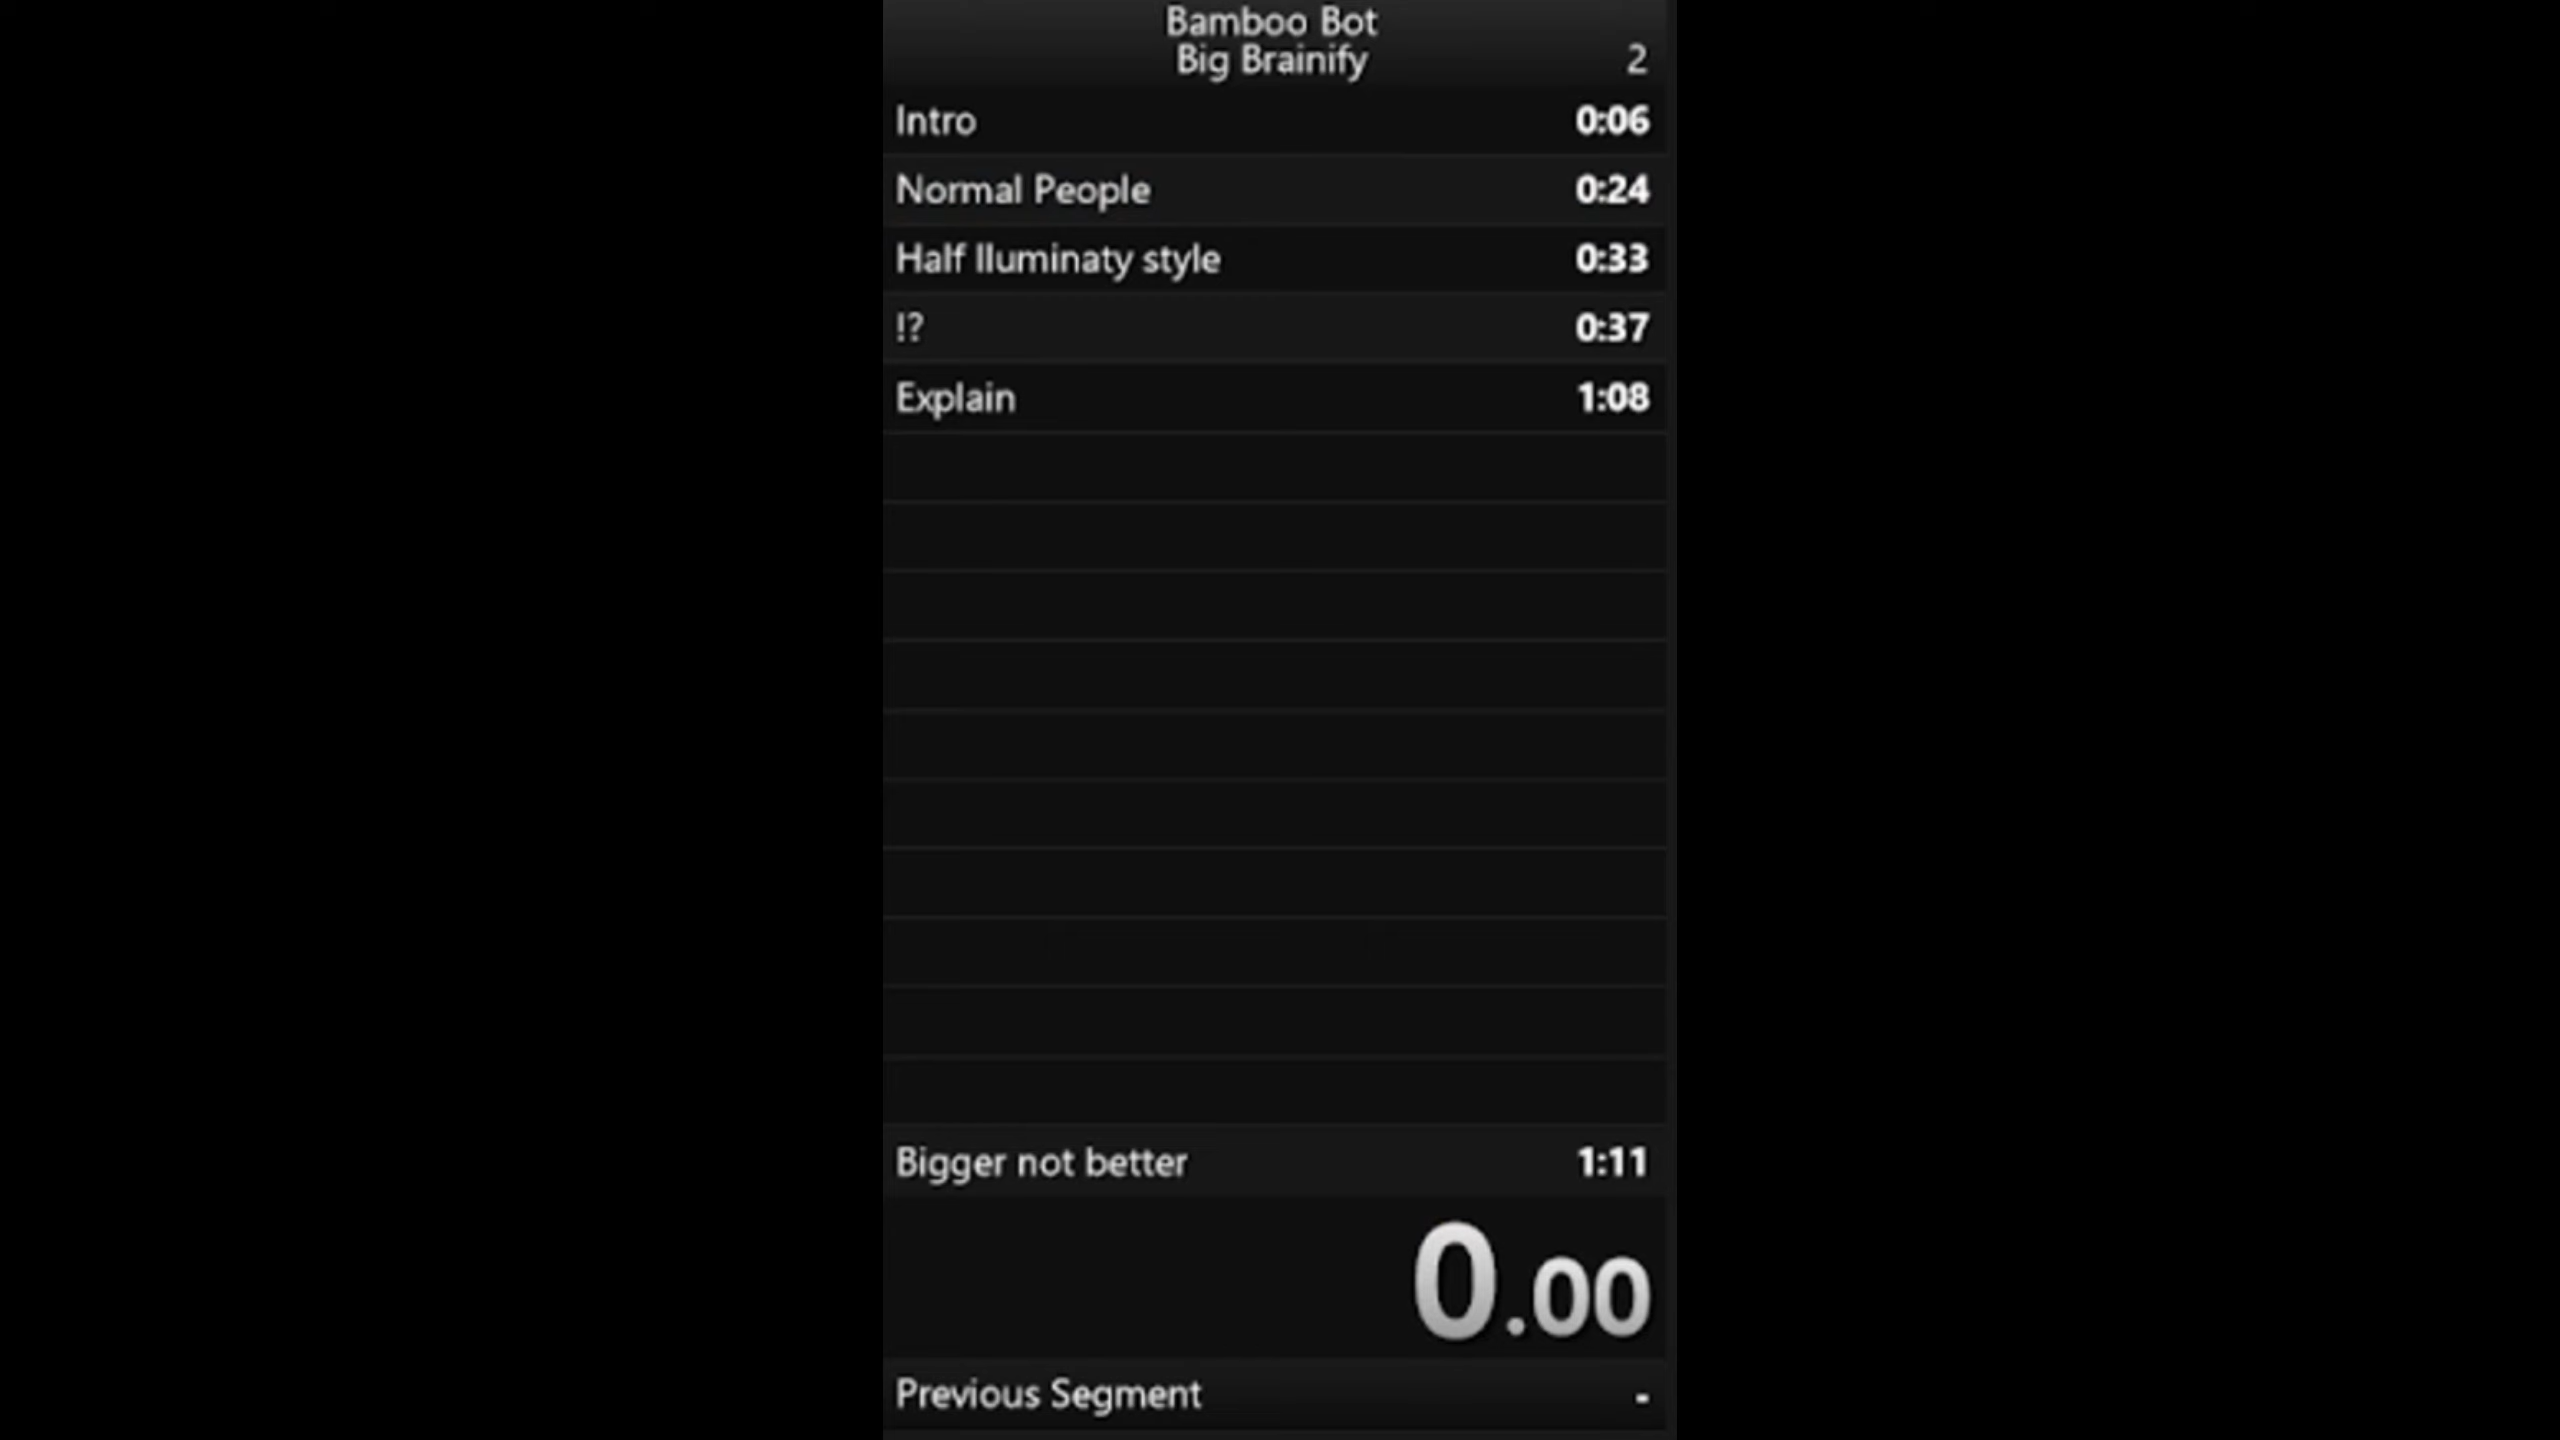 Bamboo Bot
Big Brainify 2
Intro 0:06
Normal People 0:24
Half Iluminaty style 0:33
!? 0:37
Explain 1:08
Bigger not better 1:11
0.00
Previous Segment -